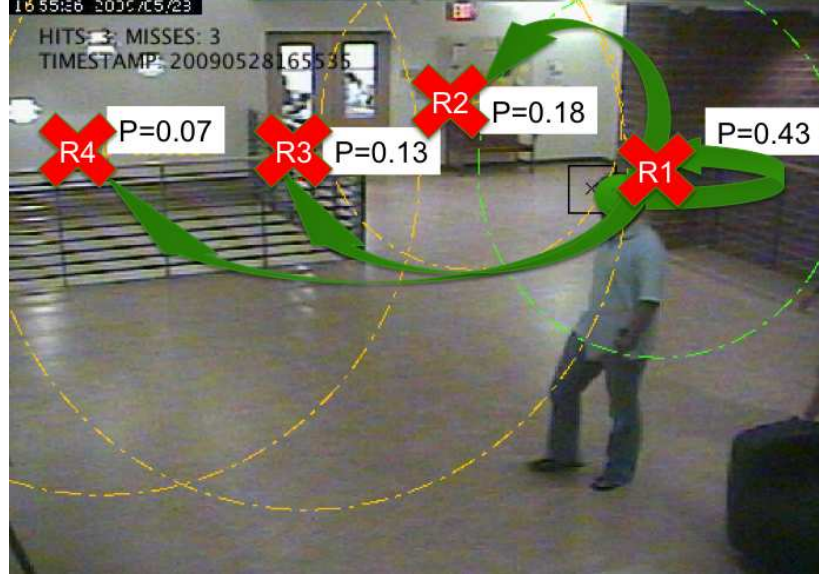 HITS: 3, MISSES: 3
TIMESTAMP: 20090528165535
R2
P=0.18
P=0.43
P=0.07
R4
R3
P=0.13
R1